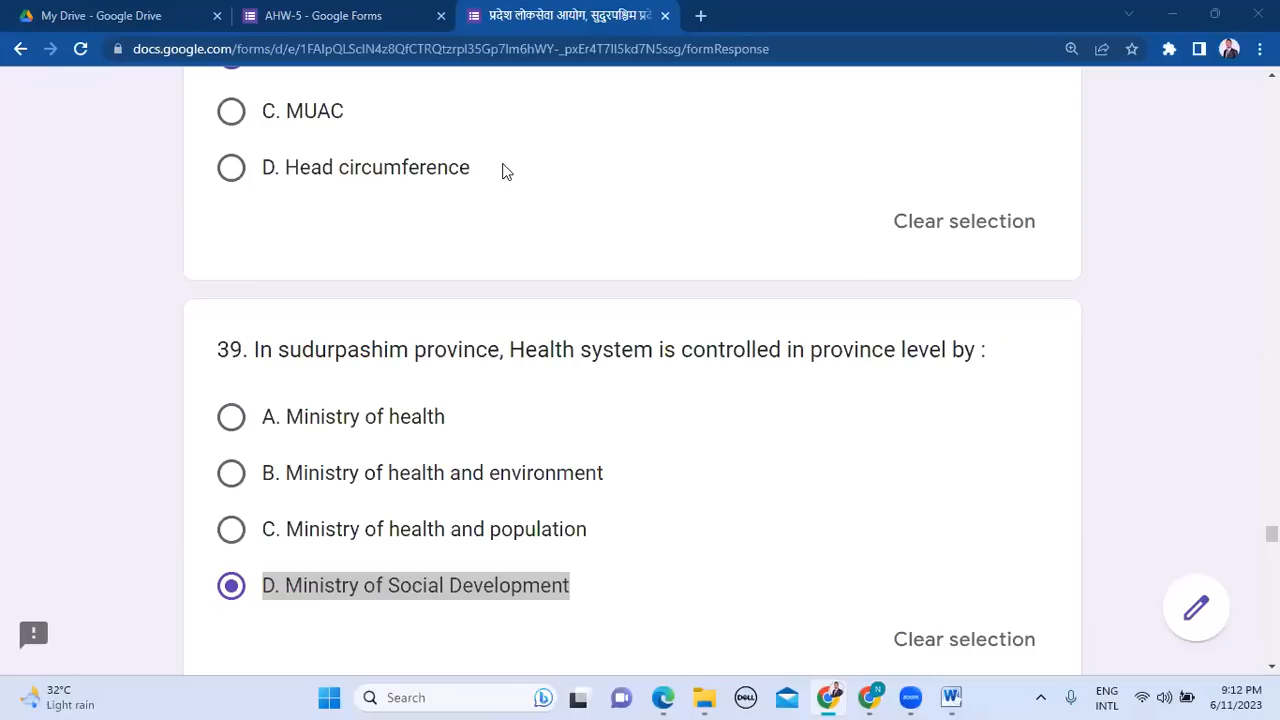 My Drive - Google Drive
AHW-5 - Google Forms
प्रदेश लोकसेवा आयोग, सुदुरपश्चिम प्रदे
docs.google.com/forms/d/e/1FAIpQLSclN4z8QfCTRQtzrpl35Gp7lm6hWY-_pxEr4T7Il5kd7N5ssg/formResponse
C. MUAC
D. Head circumference
Clear selection
39. In sudurpashim province, Health system is controlled in province level by :
A. Ministry of health
B. Ministry of health and environment
C. Ministry of health and population
D. Ministry of Social Development
Clear selection
32°C
Light rain
Search
DELL
N
zoom
W
ENG
INTL
9:12 PM
6/11/2023